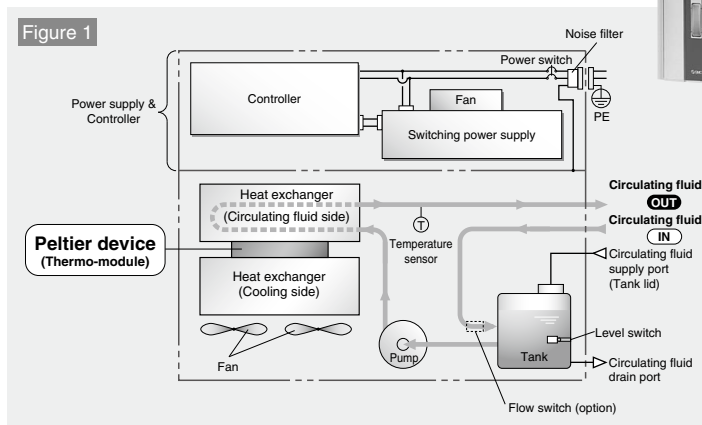 Figure 1
Noise filter
Power switch
Controller
Fan
Power supply &
Controller
Switching power supply
PE
Heat exchanger
(Circulating fluid side)
Circulating fluid
OUT
Circulating fluid
IN
T
Temperature
sensor
Peltier device
(Thermo-module)
Heat exchanger
(Cooling side)
Circulating fluid
supply port
(Tank lid)
Level switch
Fan
Pump
Tank
Circulating fluid
drain port
Flow switch (option)